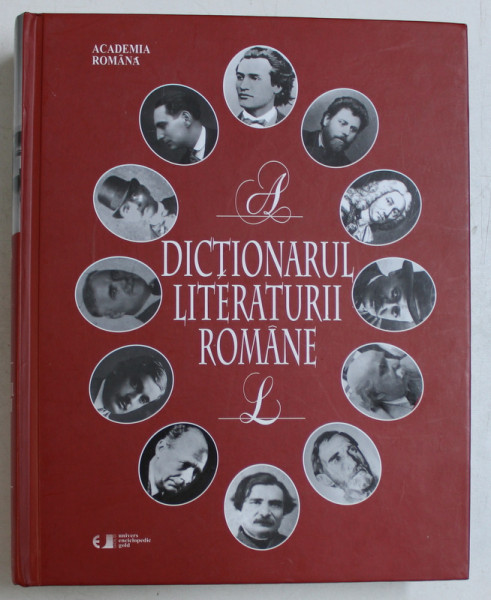 ACADEMIA
ROMÂNĂ
A
DICȚIONARUL
LITERATURII
ROMÂNE
L
univers
enciclopedic
gold